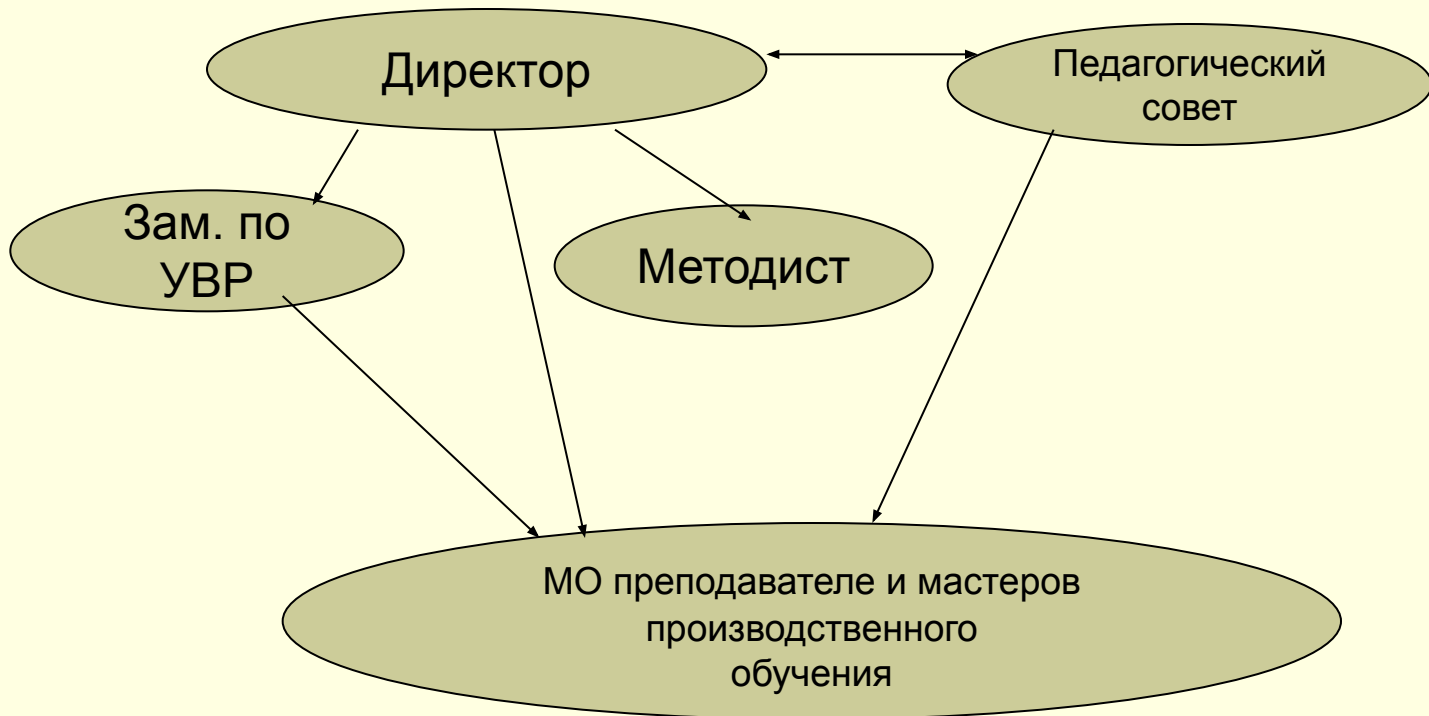 Директор
Педагогический
совет
Зам. по
УВР
Методист
МО преподавателе и мастеров
производственного
обучения